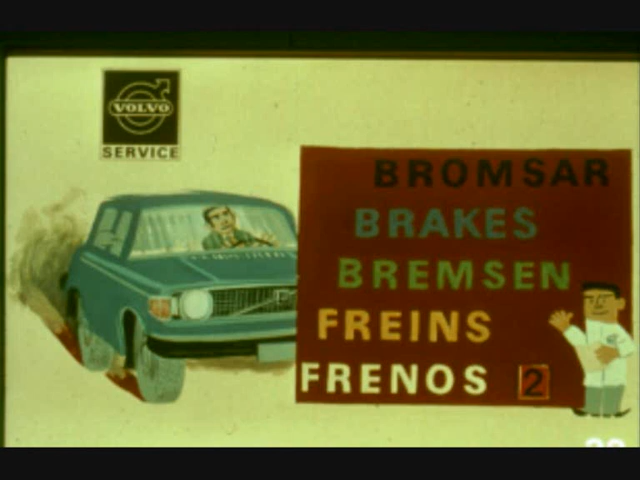 VOLVO
SERVICE
BROMSAR
BRAKES
BREMSEN
FREINS
FRENOS 2